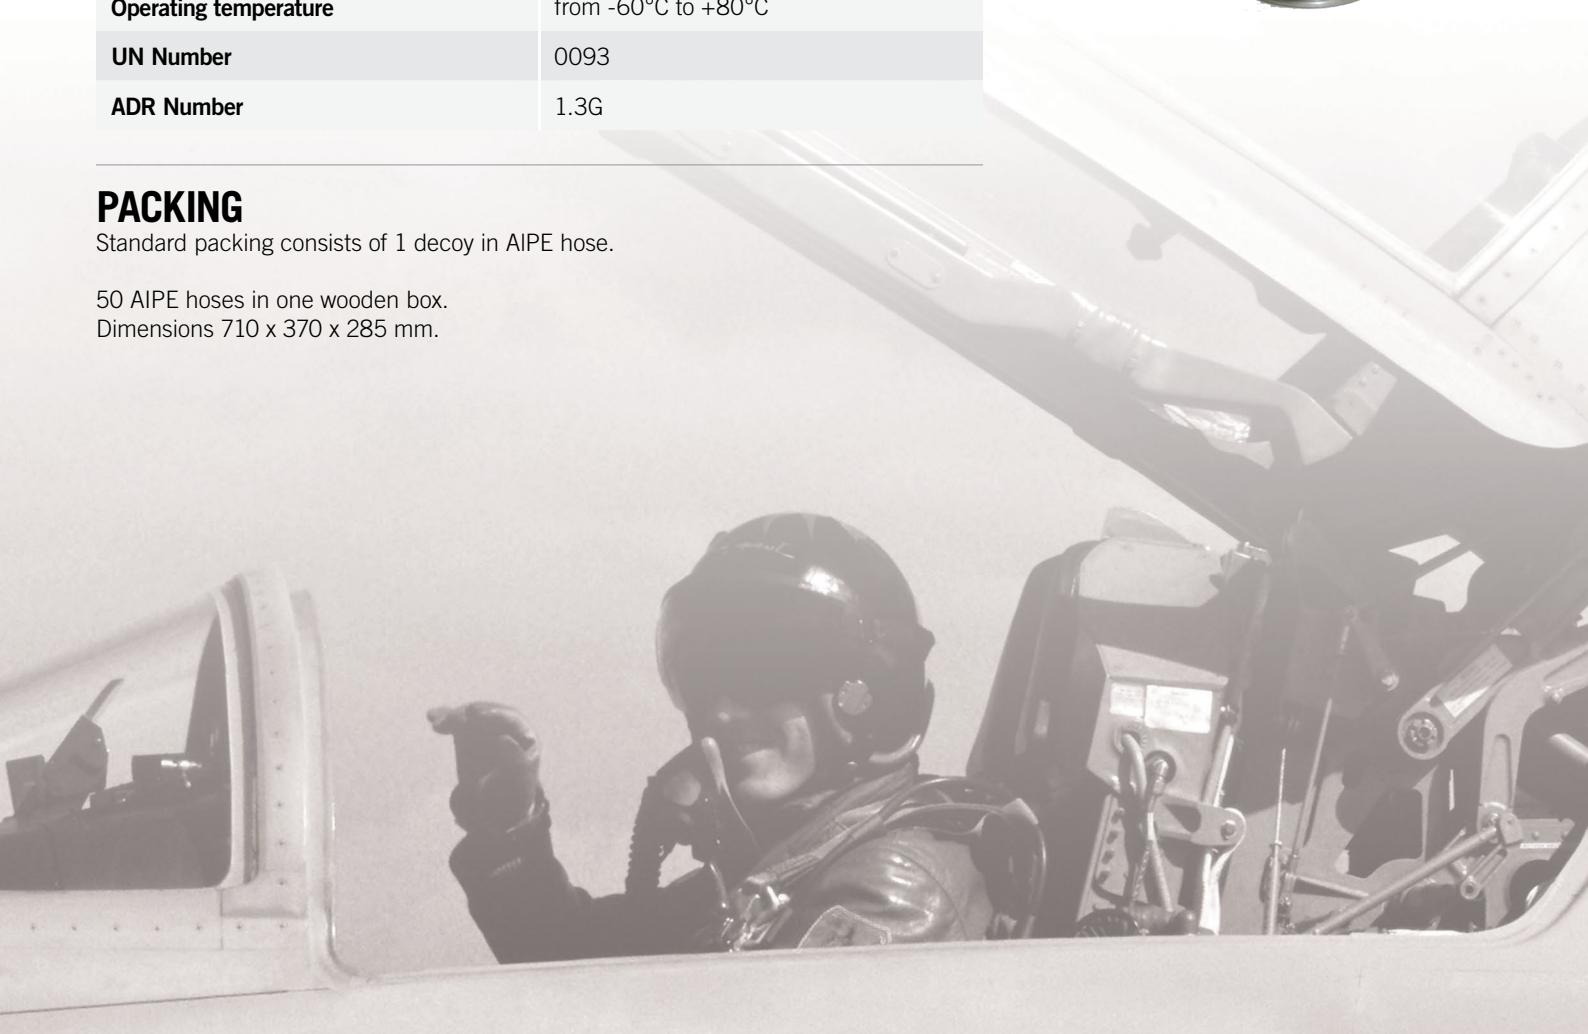 Operating temperature from -60°C to +80°C
UN Number 0093
ADR Number 1.3G
PACKING
Standard packing consists of 1 decoy in AIPE hose.
50 AIPE hoses in one wooden box.
Dimensions 710 x 370 x 285 mm.